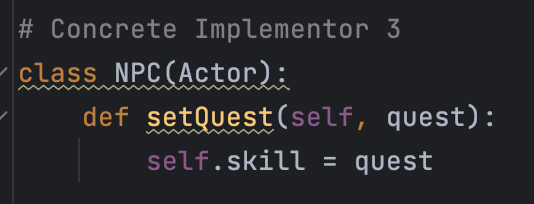 # Concrete Implementor 3
class NPC(Actor):
    def setQuest(self, quest):
        self.skill = quest